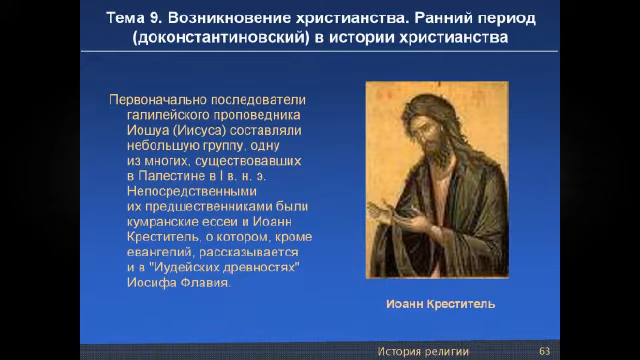 Тема 9. Возникновение христианства. Ранний период
(доконстантиновский) в истории христианства
Первоначально последователи
галилейского проповедника
Иошуа (Иисуса) составляли
небольшую группу, одну
из многих, существовавших
в Палестине в I в. н. э.
Непосредственными
их предшественниками были
кумранские ессеи и Иоанн
Креститель, о котором, кроме
евангелий, рассказывается
и в "Иудейских древностях"
Иосифа Флавия.
Иоанн Креститель
История религии
63